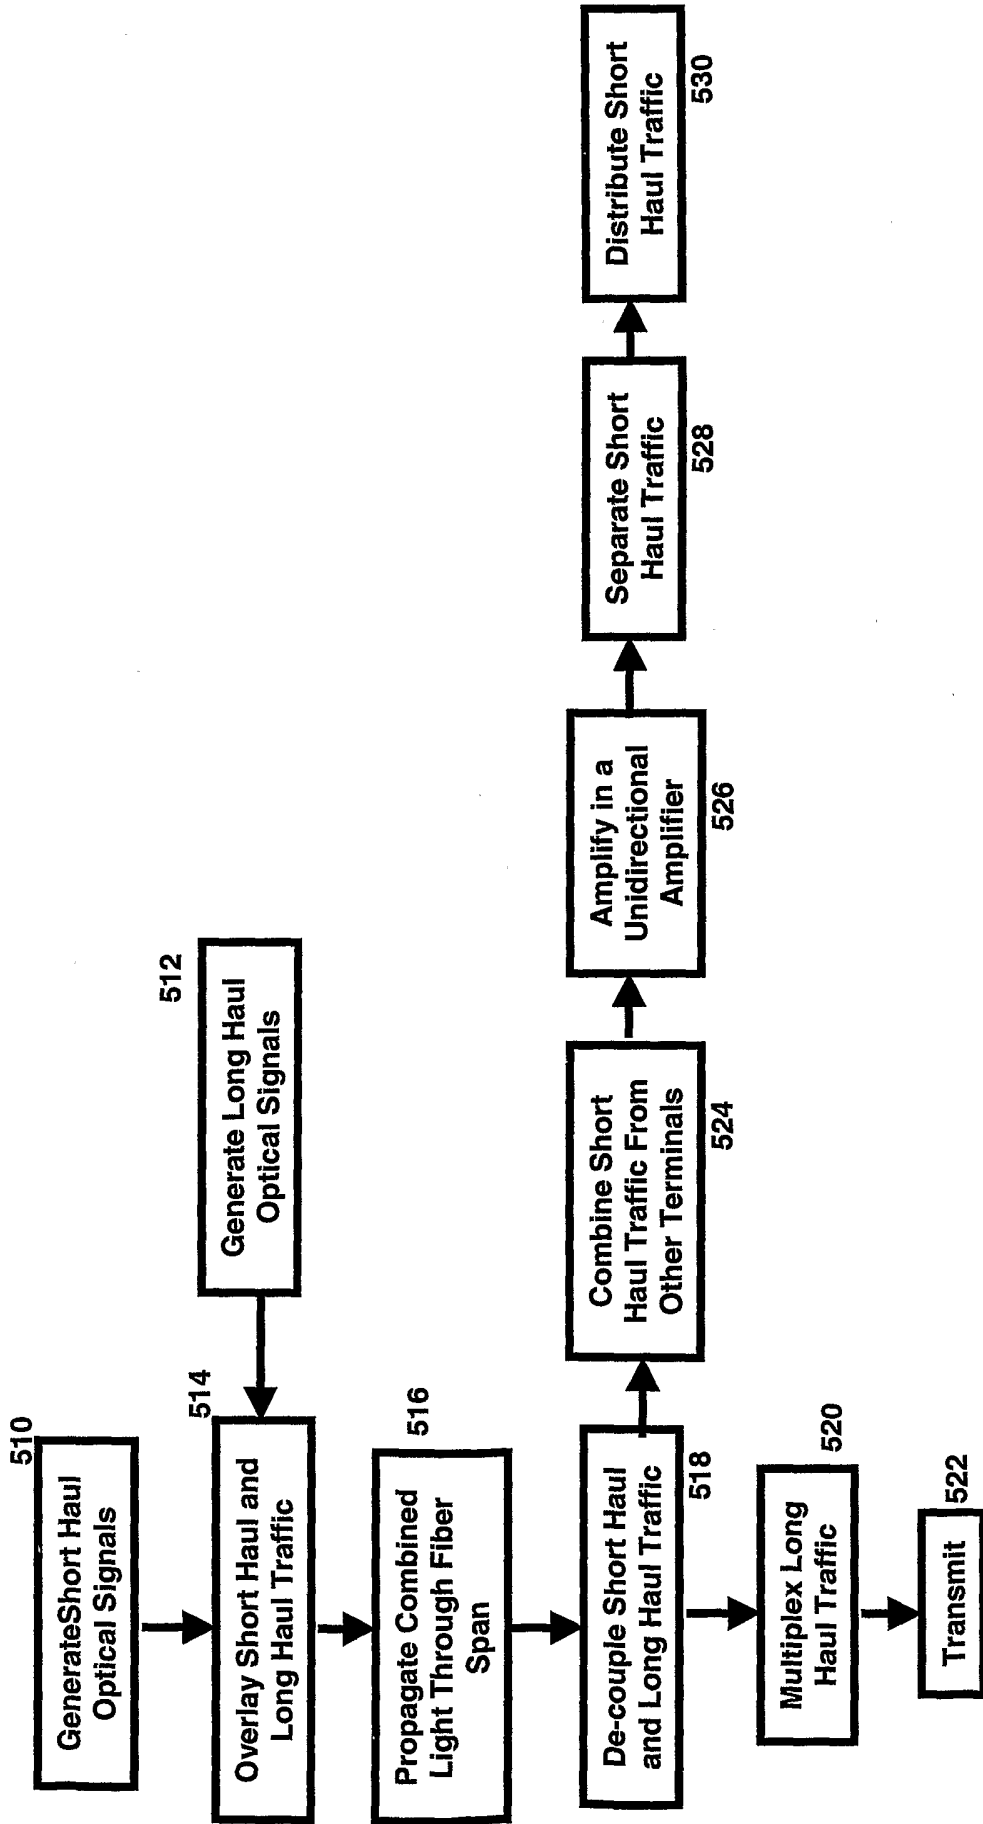 510
GenerateShort Haul
Optical Signals
512
Generate Long Haul
Optical Signals
514
Overlay Short Haul and
Long Haul Traffic
516
Propagate Combined
Light Through Fiber
Span
518
De-couple Short Haul
and Long Haul Traffic
520
Multiplex Long
Haul Traffic
522
Transmit
524
Combine Short
Haul Traffic From
Other Terminals
526
Amplify in a
Unidirectional
Amplifier
528
Separate Short
Haul Traffic
530
Distribute Short
Haul Traffic